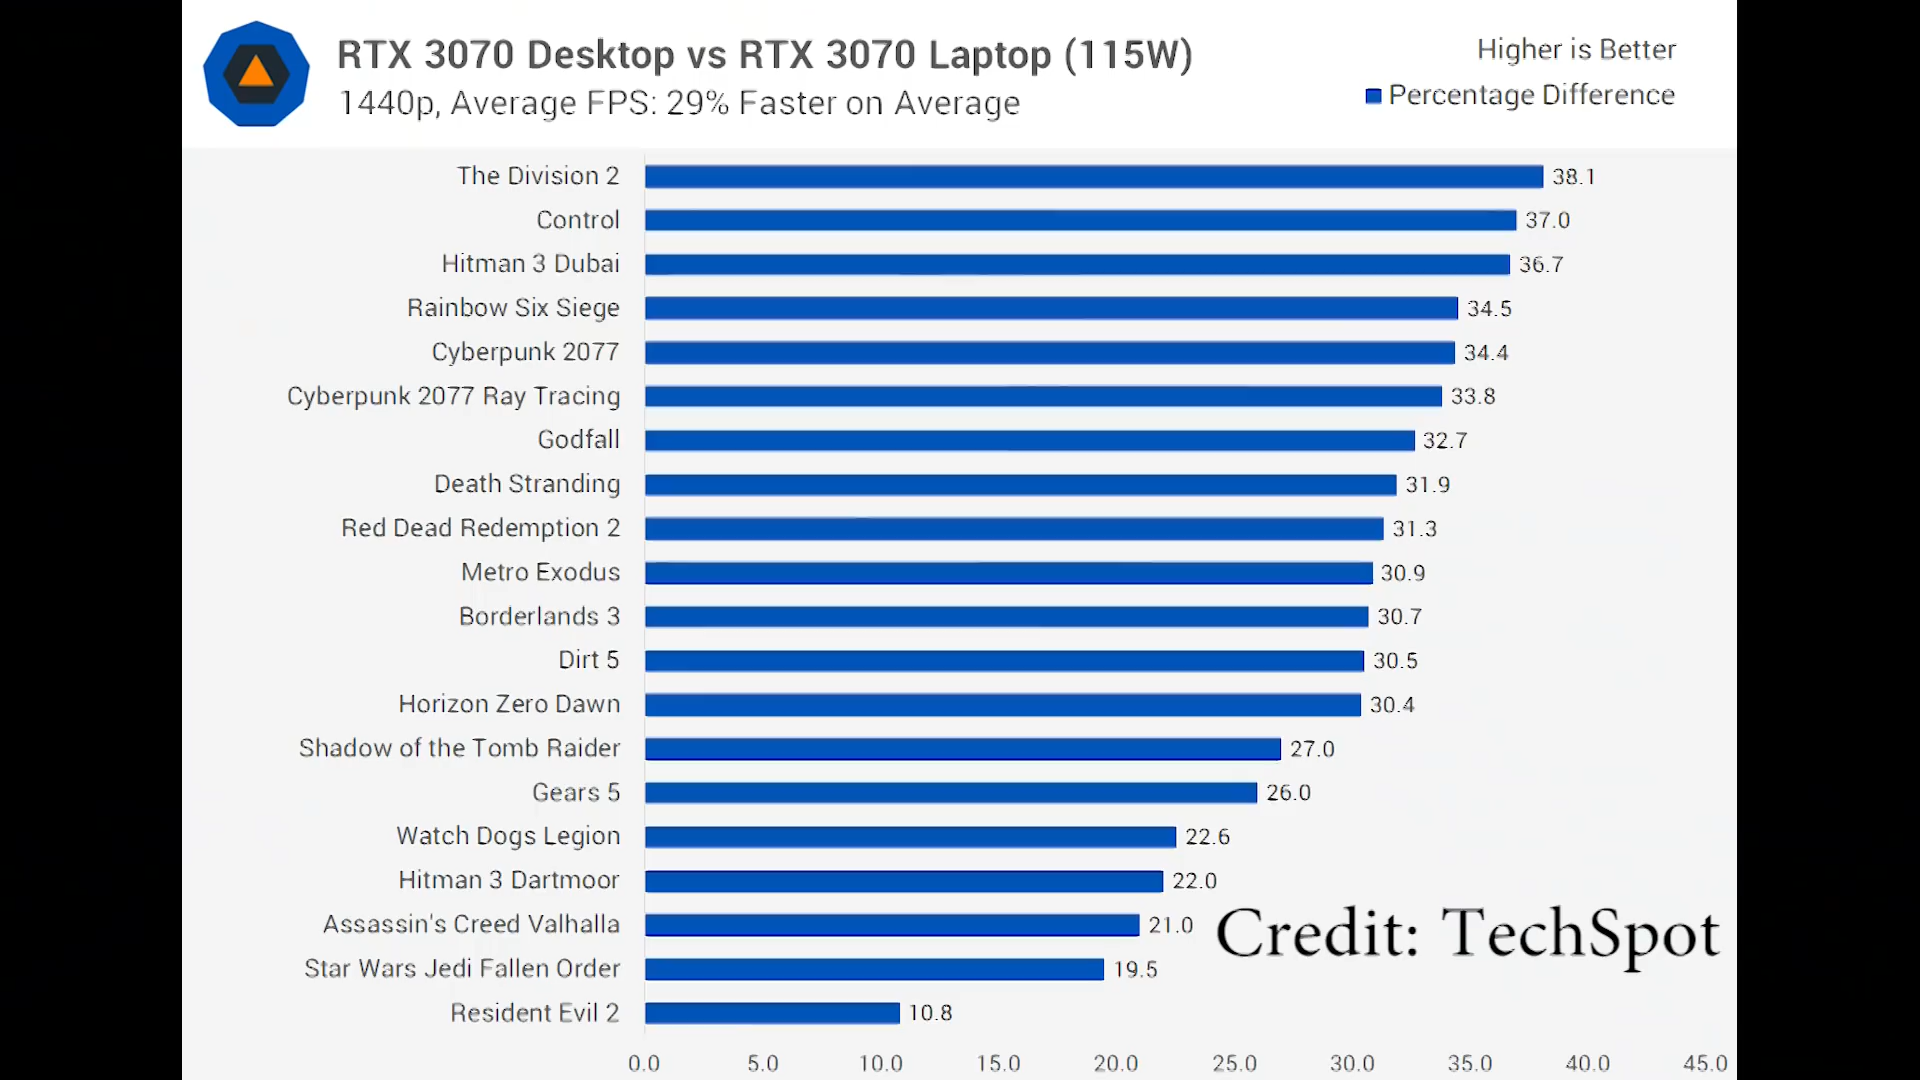 RTX 3070 Desktop vs RTX 3070 Laptop (115W)
1440p, Average FPS: 29% Faster on Average
Higher is Better
Percentage Difference
The Division 2 38.1
Control 37.0
Hitman 3 Dubai 36.7
Rainbow Six Siege 34.5
Cyberpunk 2077 34.4
Cyberpunk 2077 Ray Tracing 33.8
Godfall 32.7
Death Stranding 31.9
Red Dead Redemption 2 31.3
Metro Exodus 30.9
Borderlands 3 30.7
Dirt 5 30.5
Horizon Zero Dawn 30.4
Shadow of the Tomb Raider 27.0
Gears 5 26.0
Watch Dogs Legion 22.6
Hitman 3 Dartmoor 22.0
Assassin's Creed Valhalla 21.0
Credit: TechSpot
Star Wars Jedi Fallen Order 19.5
Resident Evil 2 10.8
0.0 5.0 10.0 15.0 20.0 25.0 30.0 35.0 40.0 45.0